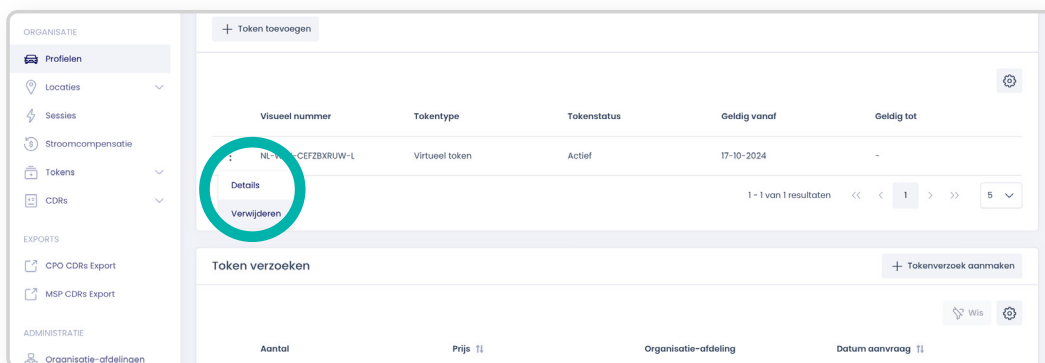 ORGANISATIE
Profielen
Locaties
Sessies
Stroomcompensatie
Tokens
CDRs
EXPORTS
CPO CDRs Export
MSP CDRs Export
ADMINISTRATIE
Organisatie-afdelingen
+ Token toevoegen
Visueel nummer Tokentype Tokenstatus Geldig vanaf Geldig tot
-CEFZBXRUW-L Virtueel token Actief 17-10-2024 -
Details
Verwijderen
1 - 1 van 1 resultaten << < 1 > >> 5
Token verzoeken
+ Tokenverzoek aanmaken
Wis
Aantal Prijs Organisatie-afdeling Datum aanvraag